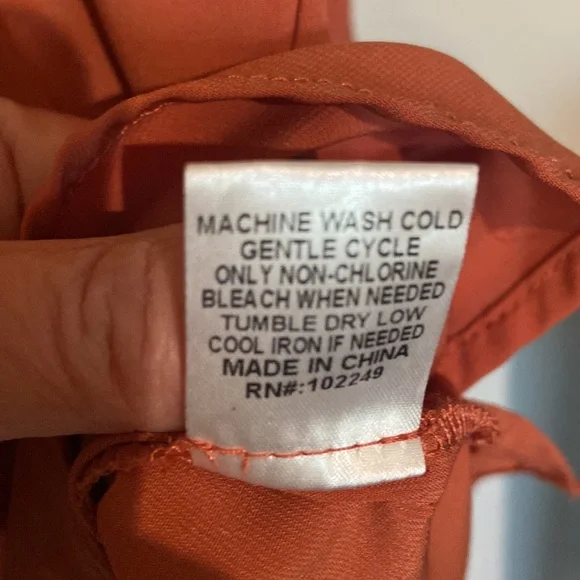 MACHINE WASH COLD
GENTLE CYCLE
ONLY NON-CHLORINE
BLEACH WHEN NEEDED
TUMBLE DRY LOW
COOL IRON IF NEEDED
MADE IN CHINA
RN#:102249